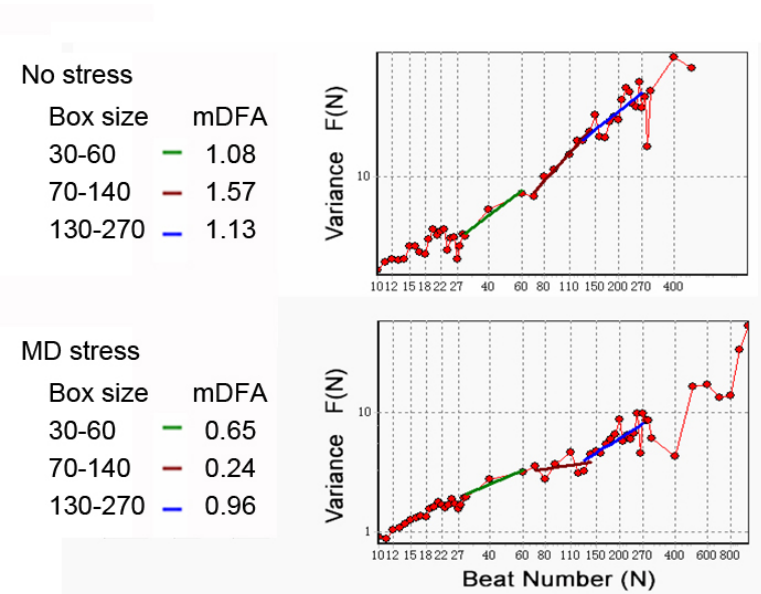 No stress
Box size mDFA
30-60 1.08
70-140 1.57
130-270 1.13
Variance F(N)
10
10 12 15 18 22 27 40 60 80 110 150 200 270 400
MD stress
Box size mDFA
30-60 0.65
70-140 0.24
130-270 0.96
Variance F(N)
10
1
10 12 15 18 22 27 40 60 80 110 150 200 270 400 600 800
Beat Number (N)